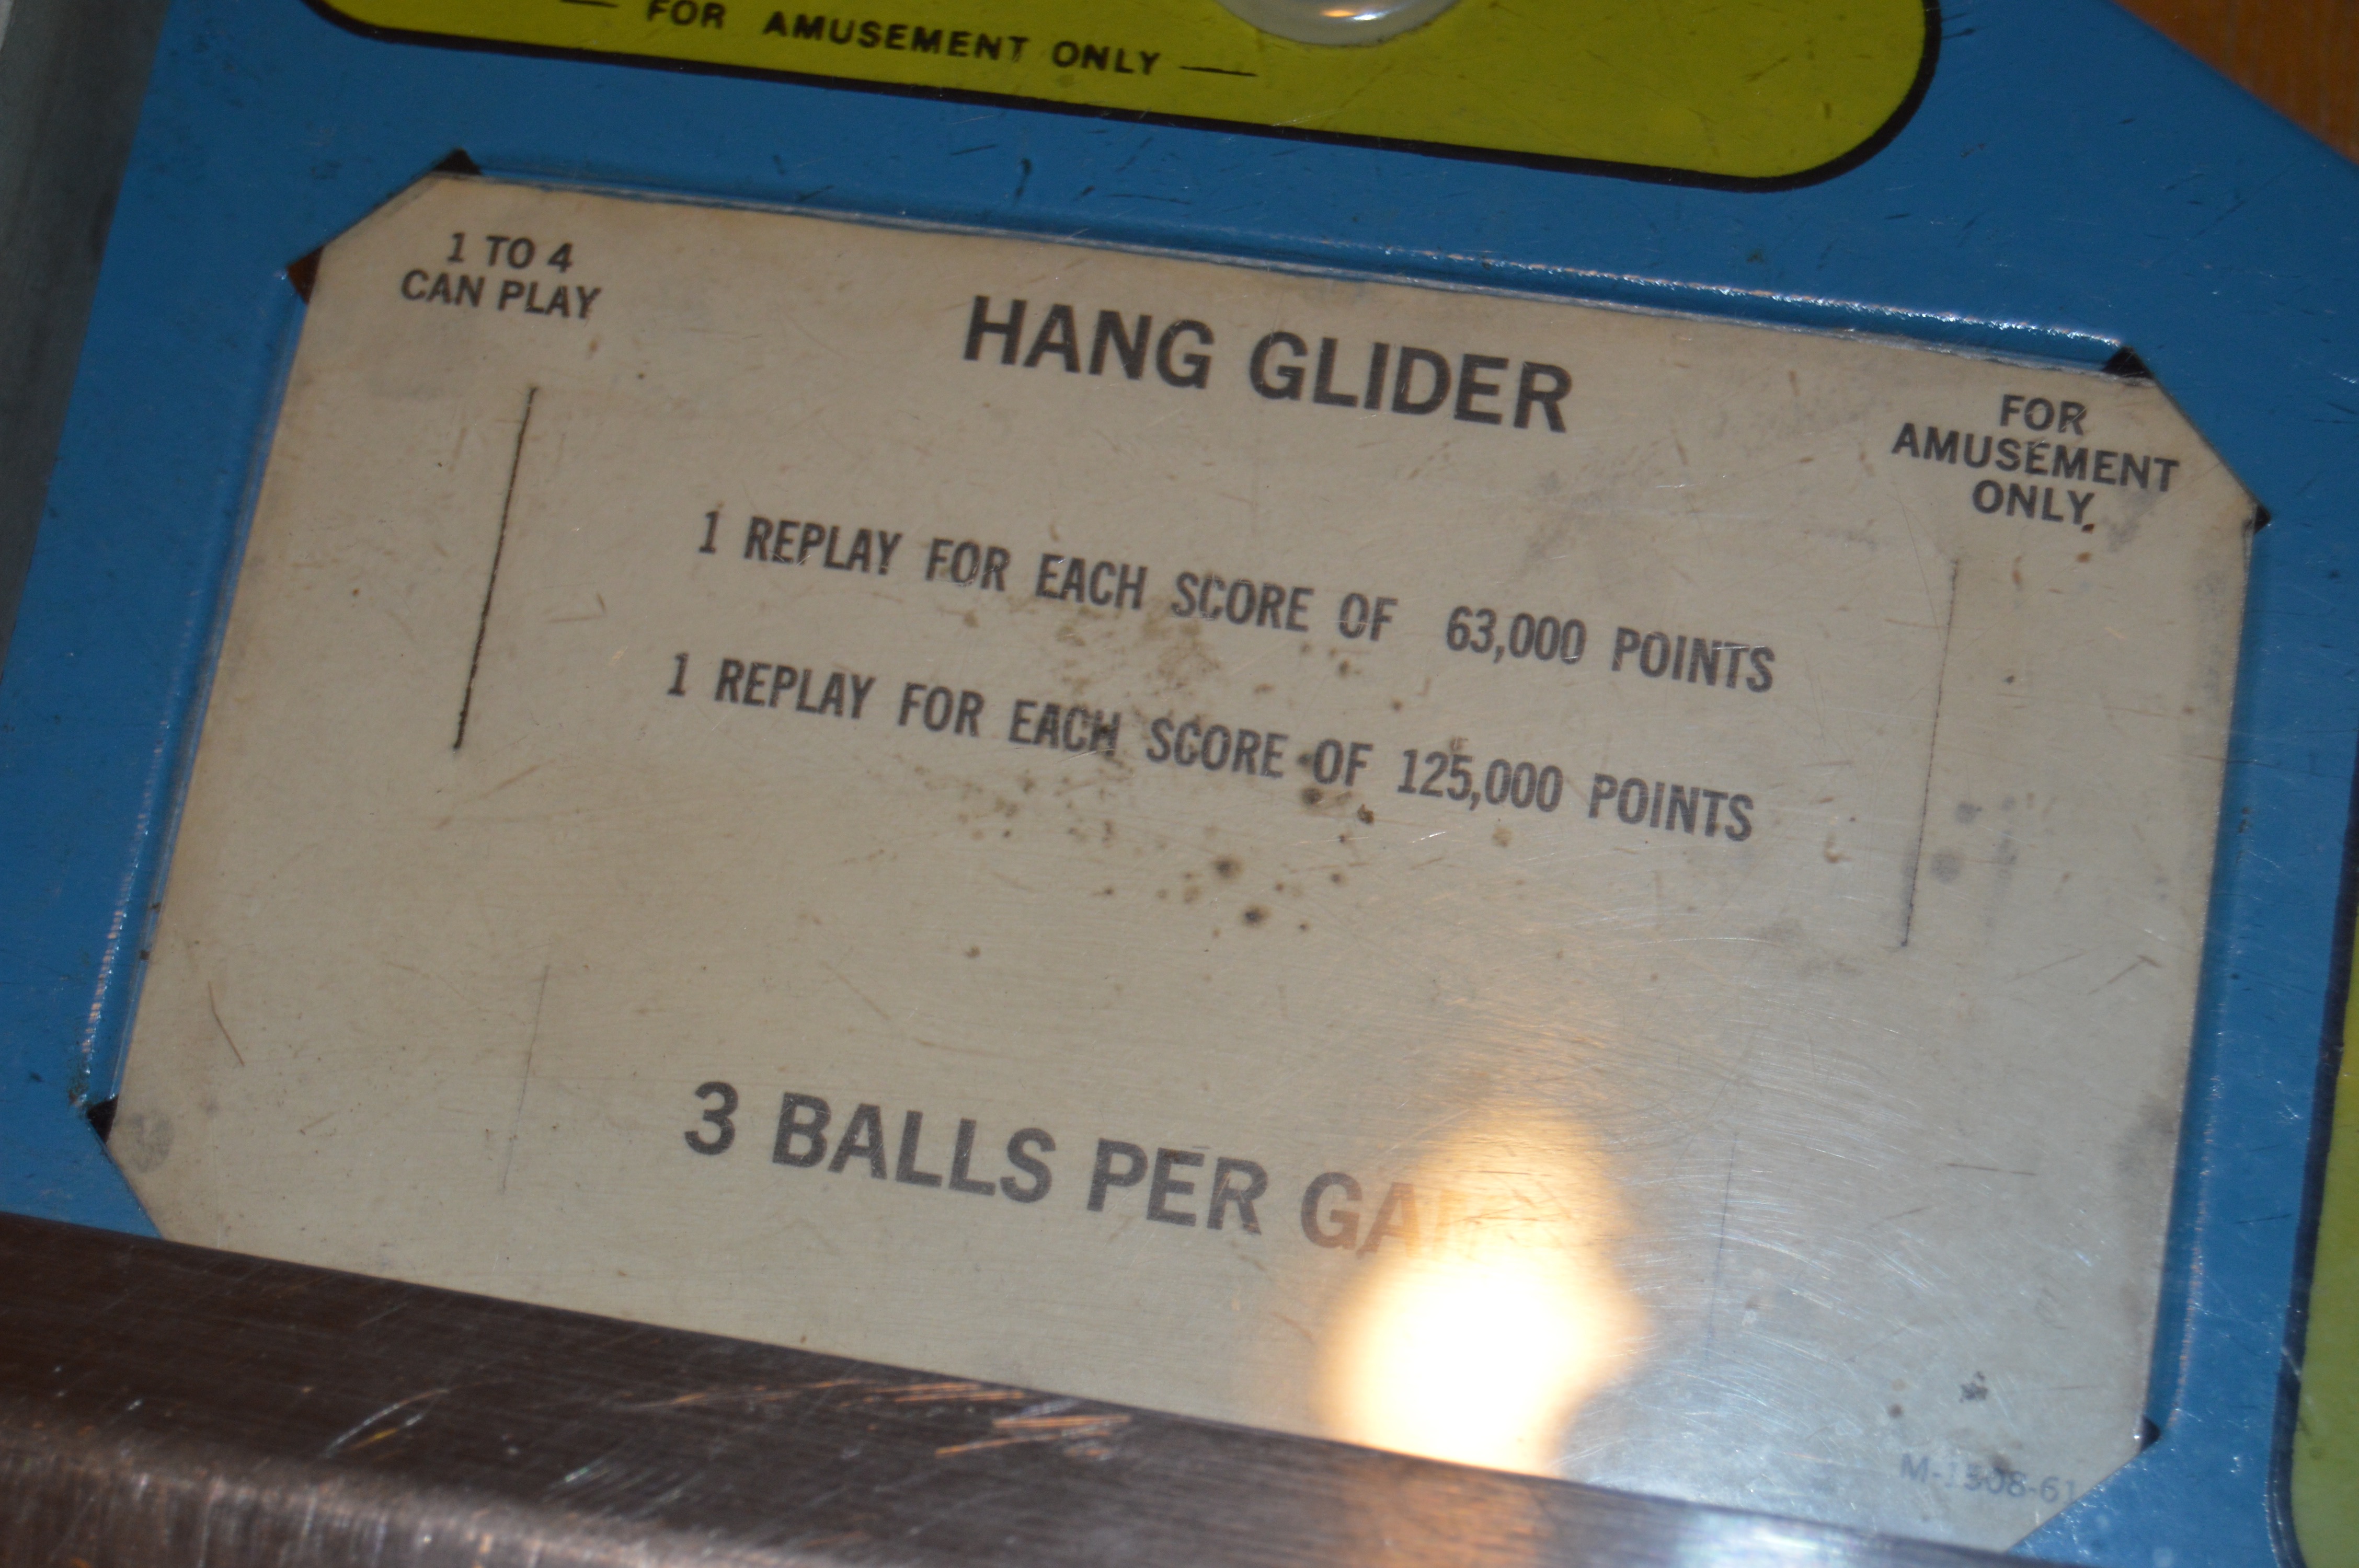 — FOR AMUSEMENT ONLY —
1 TO 4
CAN PLAY
HANG GLIDER
FOR
AMUSEMENT
ONLY
1 REPLAY FOR EACH SCORE OF 63,000 POINTS
1 REPLAY FOR EACH SCORE OF 125,000 POINTS
3 BALLS PER